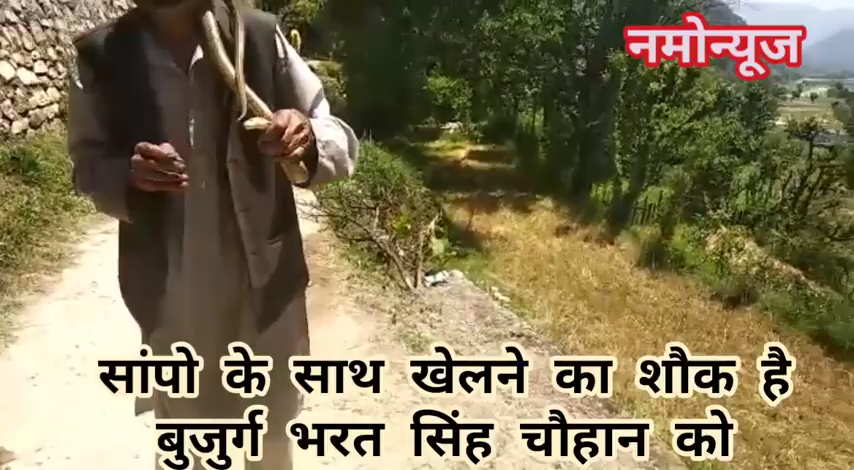 नमोन्यूज
सांपो के साथ खेलने का शौक है
बुजुर्ग भरत सिंह चौहान को